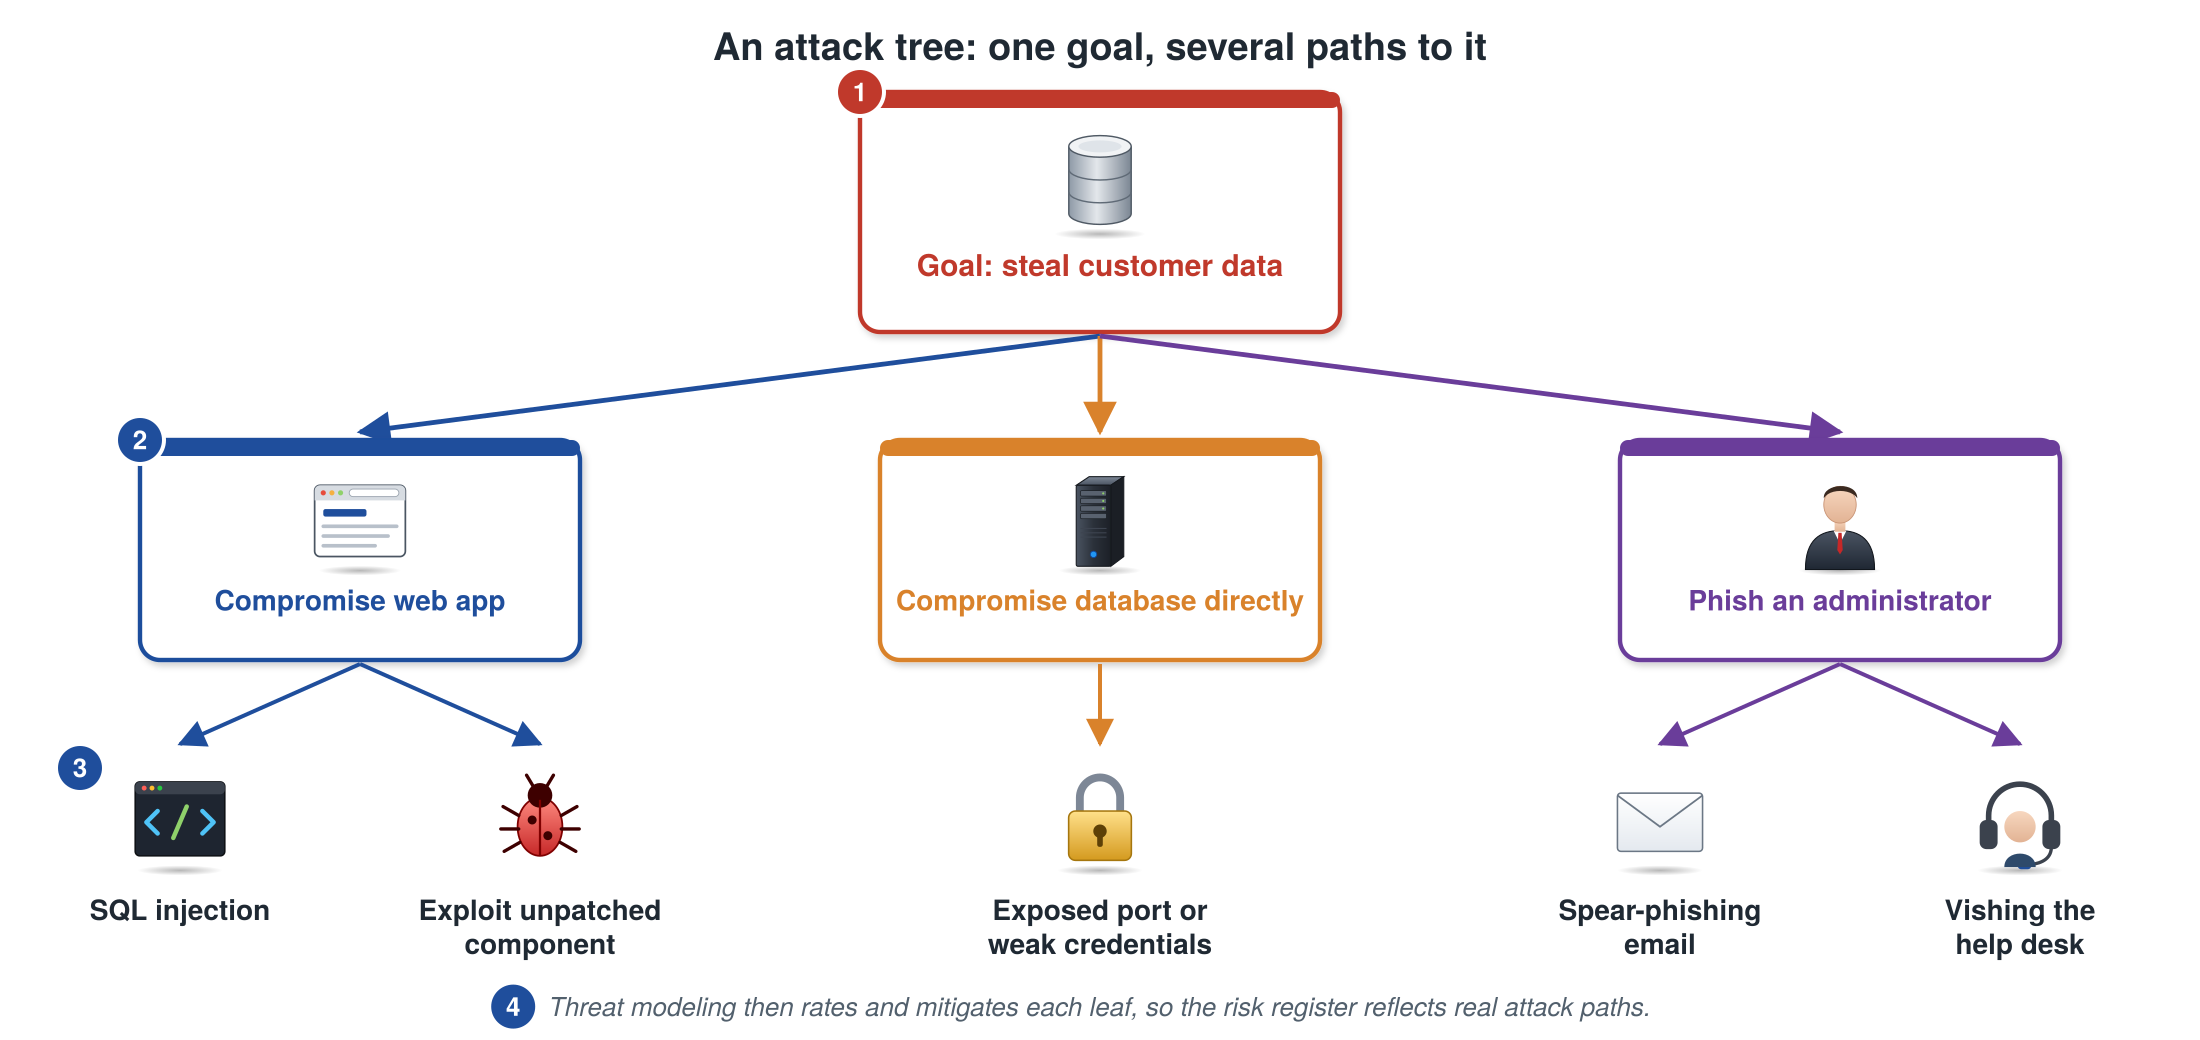 An attack tree: one goal, several paths to it
1
Goal: steal customer data
2
Compromise web app
Compromise database directly
Phish an administrator
3
</>
SQL injection
Exploit unpatched
component
Exposed port or
weak credentials
Spear-phishing
email
Vishing the
help desk
4 Threat modeling then rates and mitigates each leaf, so the risk register reflects real attack paths.